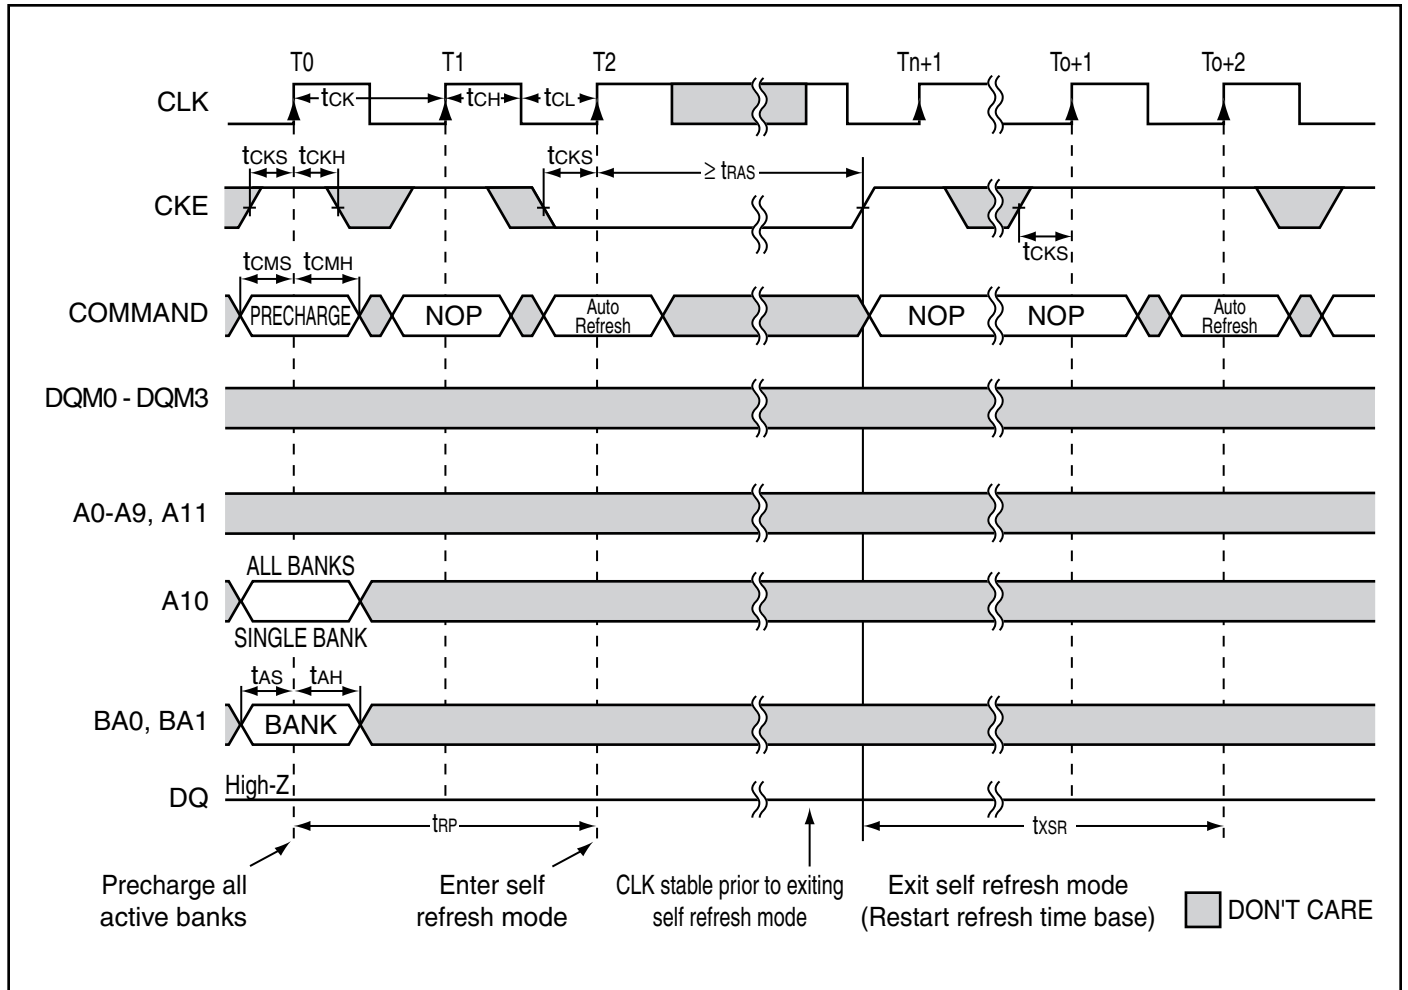 T0 T1 T2 Tn+1 To+1 To+2
CLK tCK tCH tCL
tCKS tCKH tCKS ≥ tRAS
CKE
tCKS
tCMS tCMH
COMMAND PRECHARGE NOP Auto Refresh NOP NOP Auto Refresh
DQM0 - DQM3
A0-A9, A11
ALL BANKS
A10
SINGLE BANK
tAS tAH
BA0, BA1 BANK
DQ High-Z
tRP tXSR
Precharge all
active banks
Enter self
refresh mode
CLK stable prior to exiting
self refresh mode
Exit self refresh mode
(Restart refresh time base)
DON'T CARE